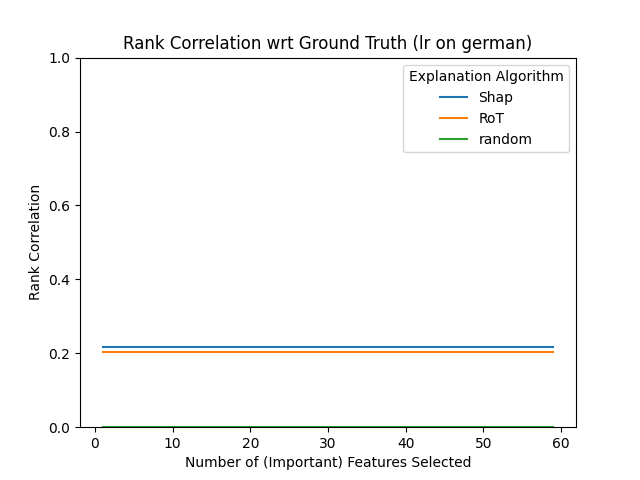 Rank Correlation wrt Ground Truth (lr on german)
Explanation Algorithm
Shap
RoT
random
Rank Correlation
1.0
0.8
0.6
0.4
0.2
0.0
0 10 20 30 40 50 60
Number of (Important) Features Selected